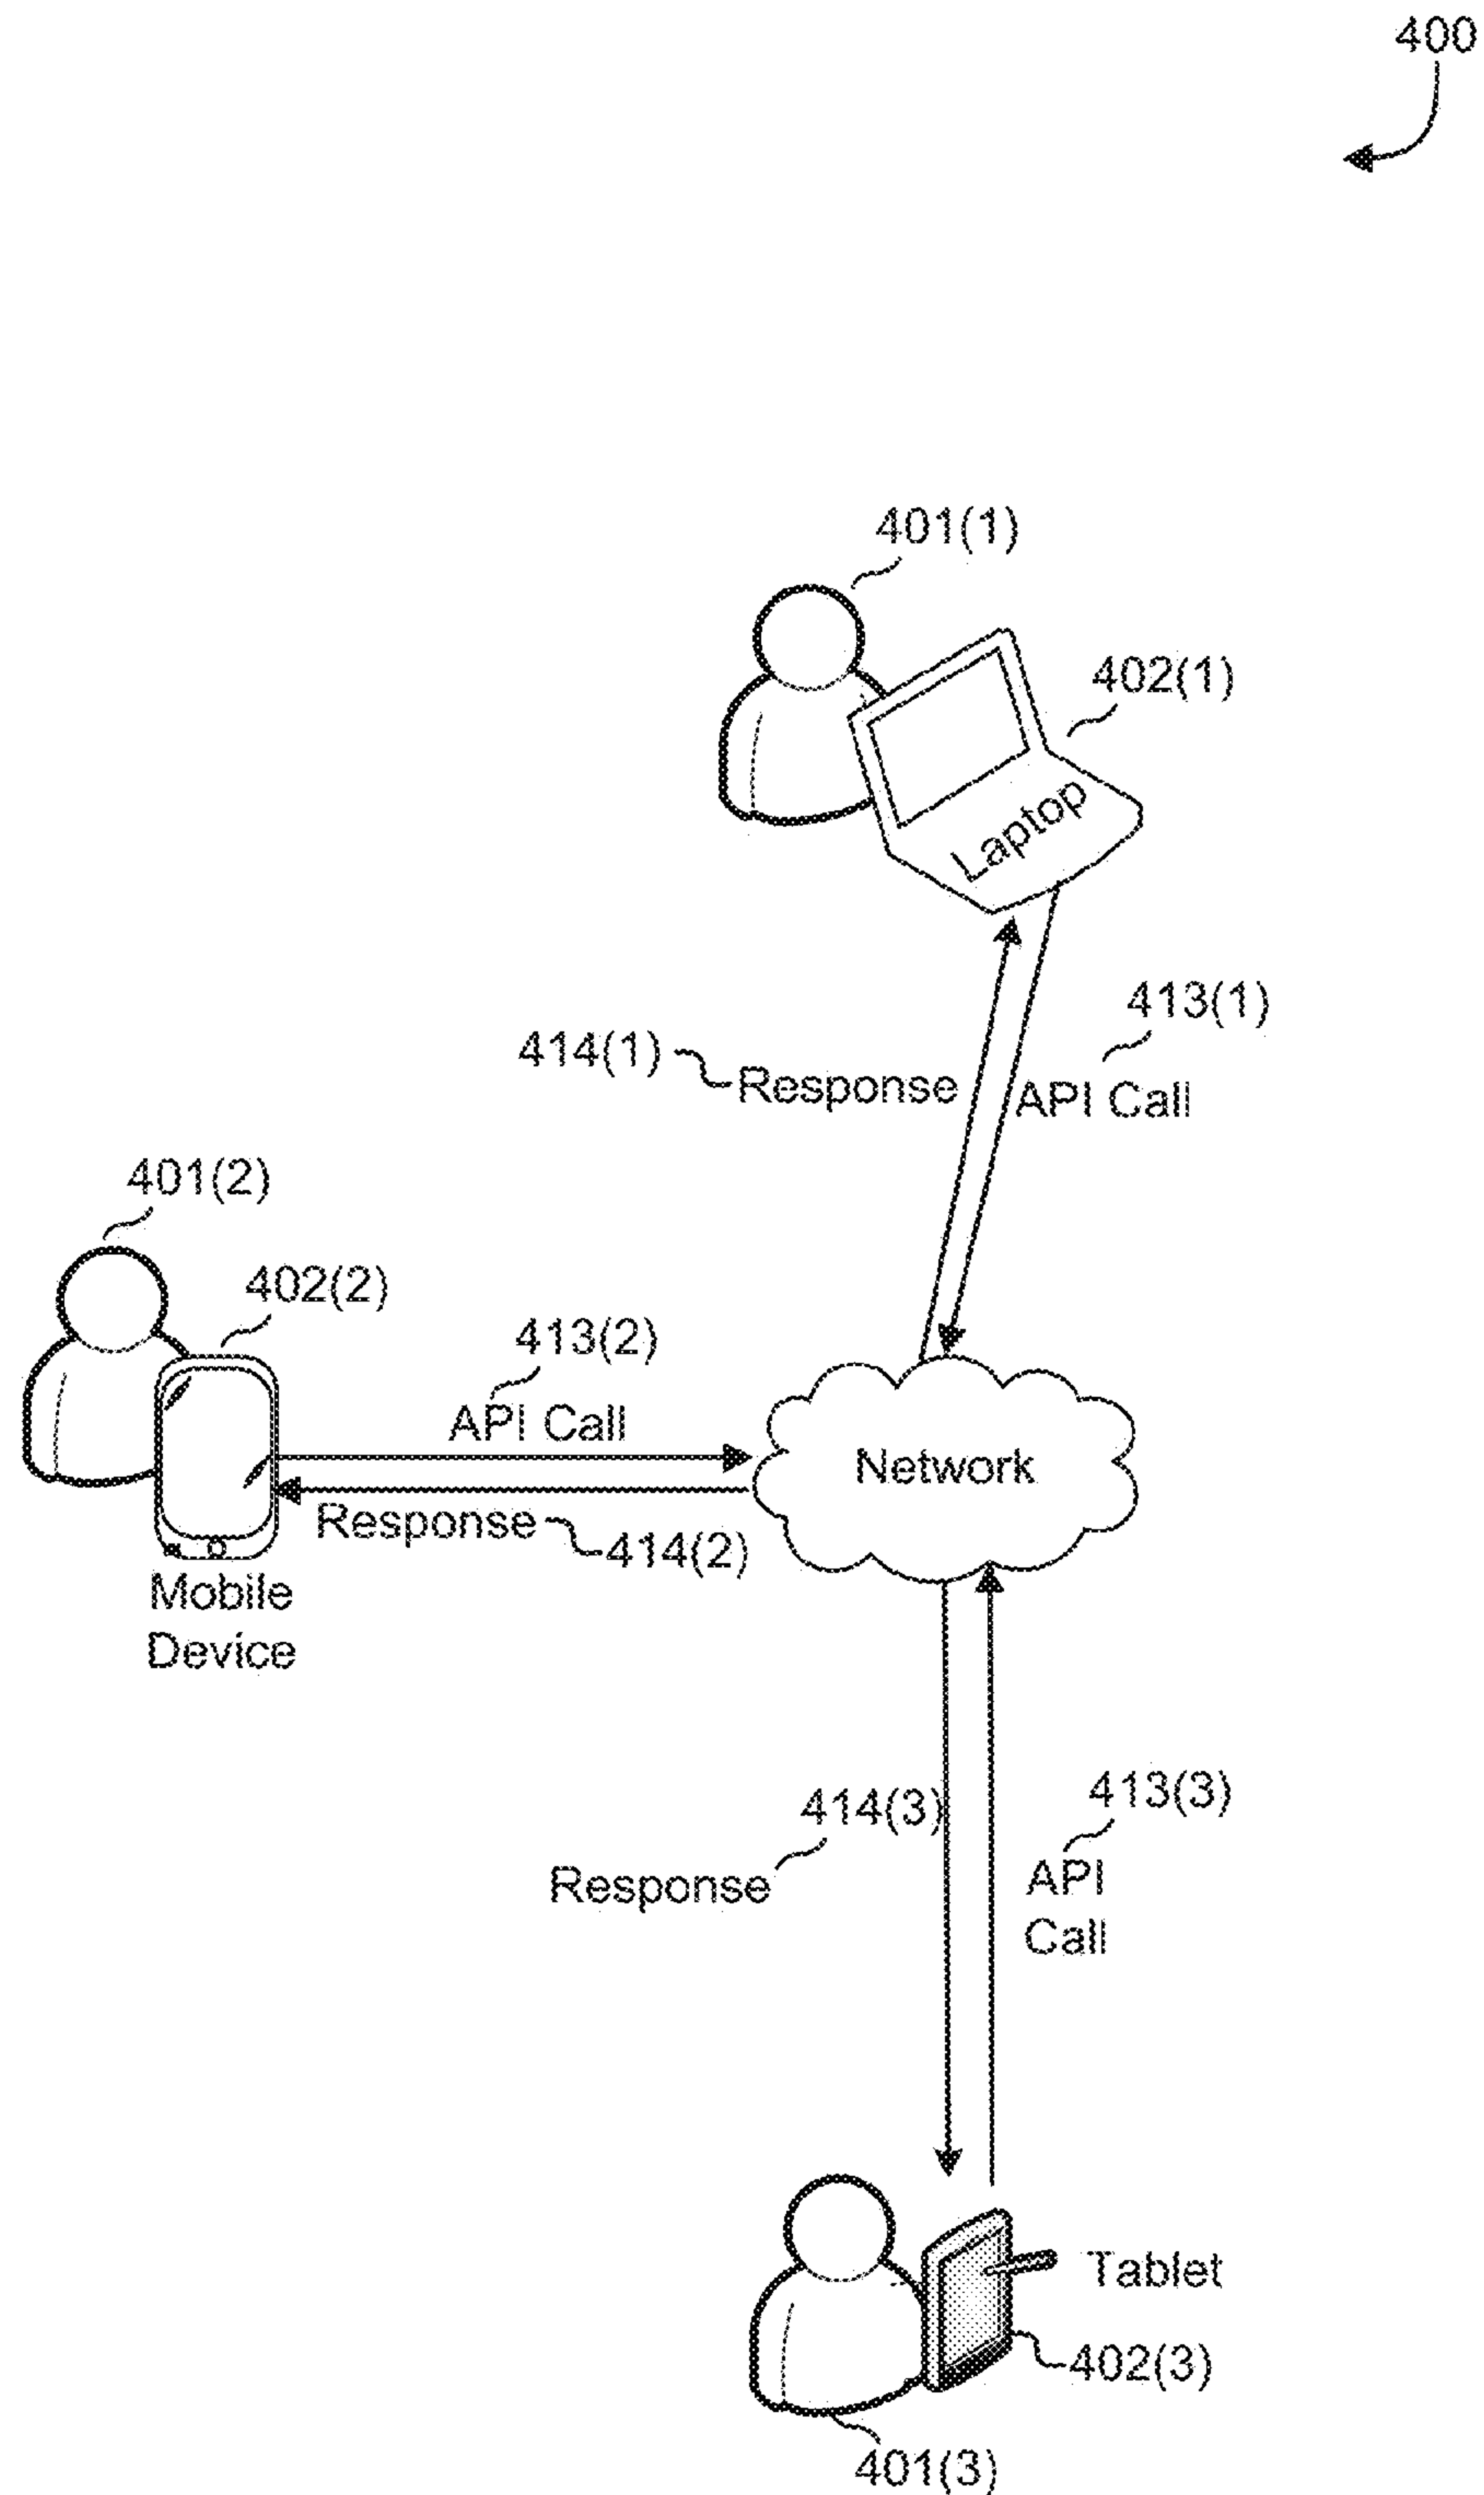 400
401(1)
402(1)
Laptop
413(1)
414(1)
Response
API Call
401(2)
402(2)
413(2)
API Call
Network
Response
414(2)
Mobile
Device
414(3)
413(3)
Response
API
Call
Tablet
402(3)
401(3)